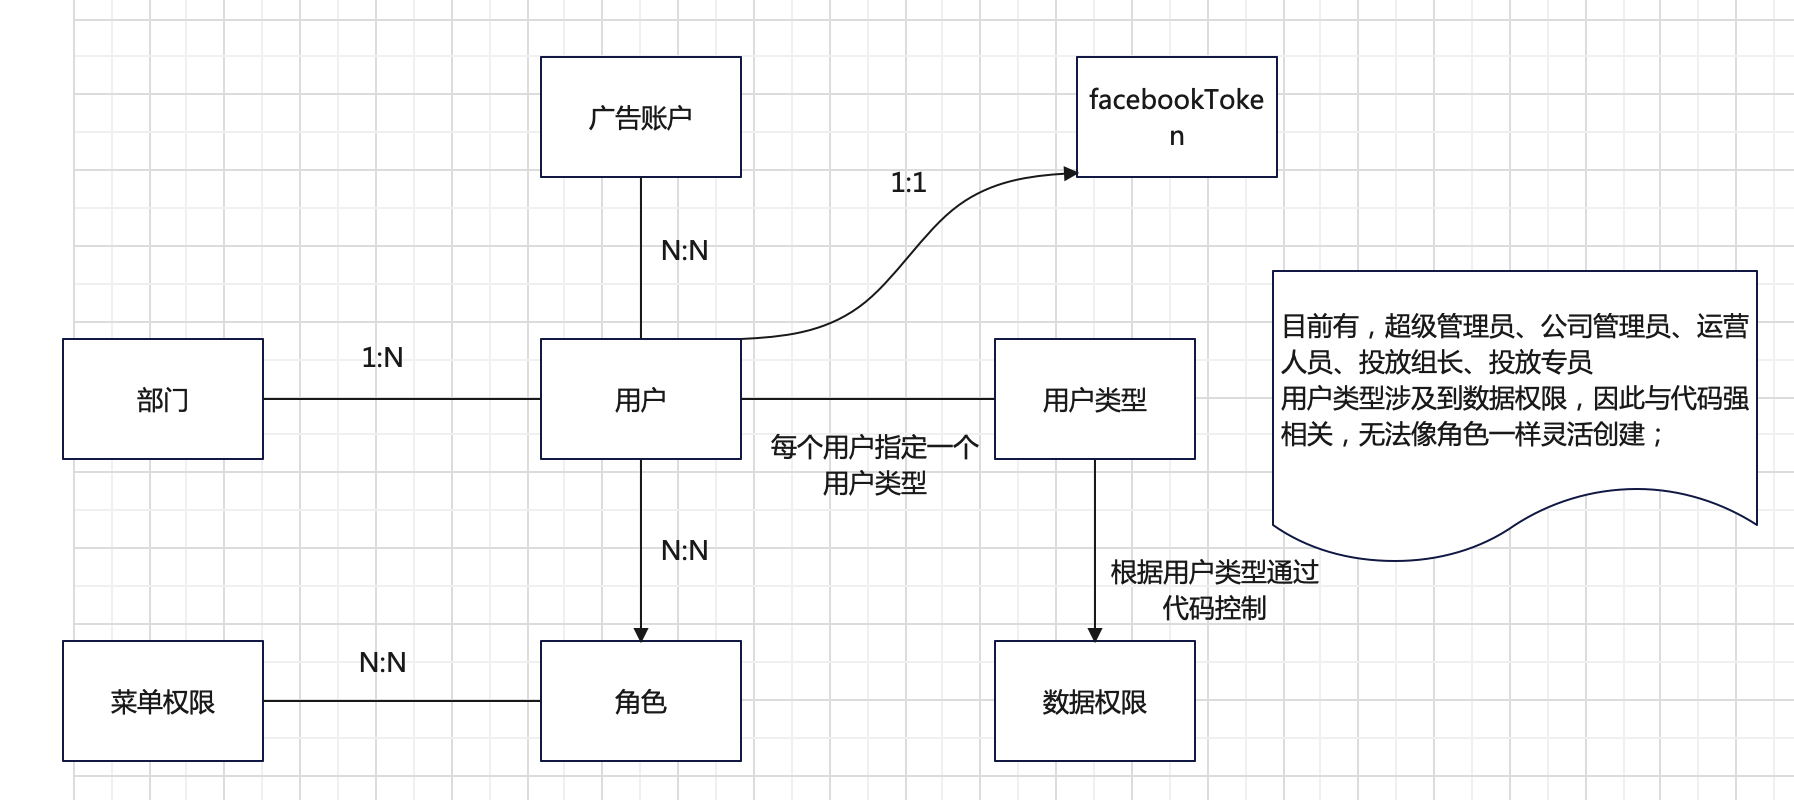 广告账户
facebookToke
n
1:1
N:N
目前有，超级管理员、公司管理员、运营
人员、投放组长、投放专员
用户类型涉及到数据权限，因此与代码强
相关，无法像角色一样灵活创建；
部门
1:N
用户
用户类型
每个用户指定一个
用户类型
N:N
根据用户类型通过
代码控制
菜单权限
N:N
角色
数据权限